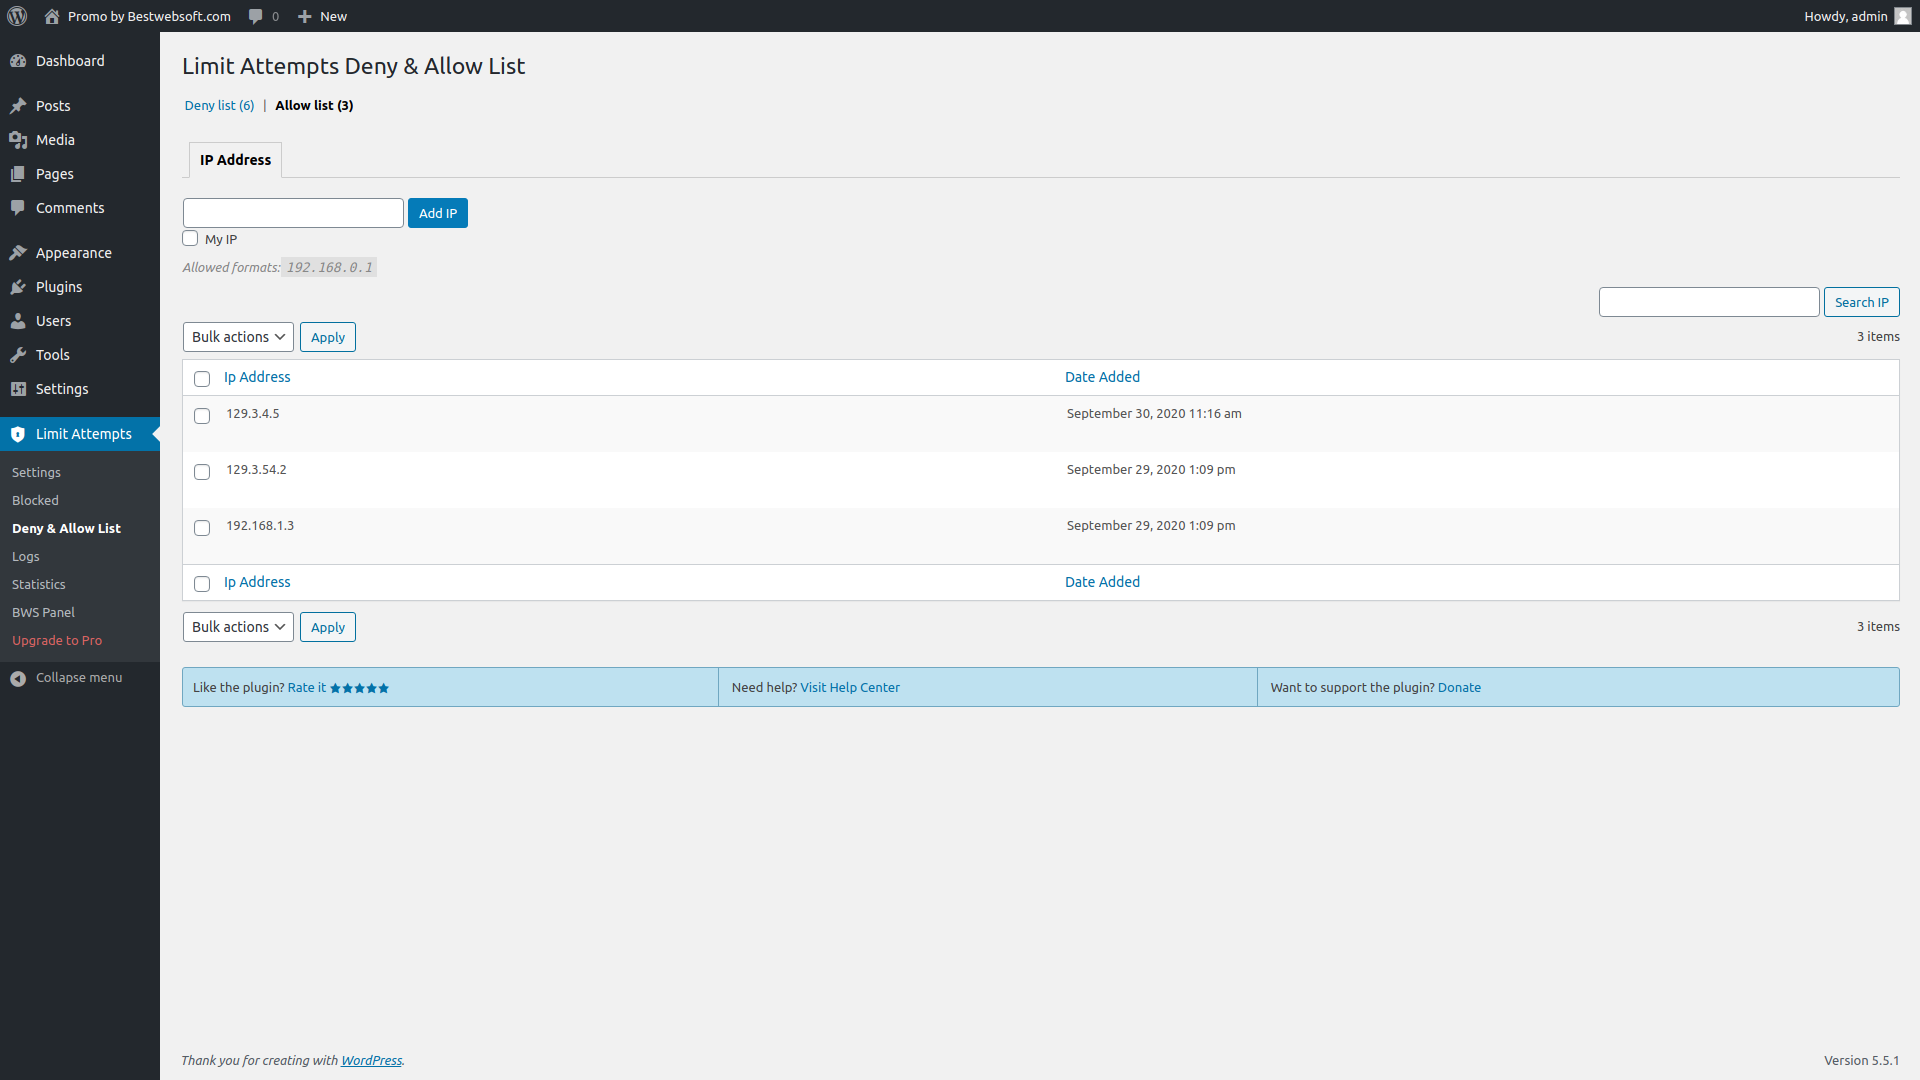 Promo by Bestwebsoft.com 0 New Howdy, admin
Dashboard
Posts
Media
Pages
Comments
Appearance
Plugins
Users
Tools
Settings
Limit Attempts
Settings
Blocked
Deny & Allow List
Logs
Statistics
BWS Panel
Upgrade to Pro
Collapse menu
Limit Attempts Deny & Allow List
Deny list (6) | Allow list (3)
IP Address
Add IP
My IP
Allowed formats: 192.168.0.1
Search IP
Bulk actions Apply 3 items
Ip Address Date Added
129.3.4.5 September 30, 2020 11:16 am
129.3.54.2 September 29, 2020 1:09 pm
192.168.1.3 September 29, 2020 1:09 pm
Ip Address Date Added
Bulk actions Apply 3 items
Like the plugin? Rate it ★★★★★ Need help? Visit Help Center Want to support the plugin? Donate
Thank you for creating with WordPress. Version 5.5.1